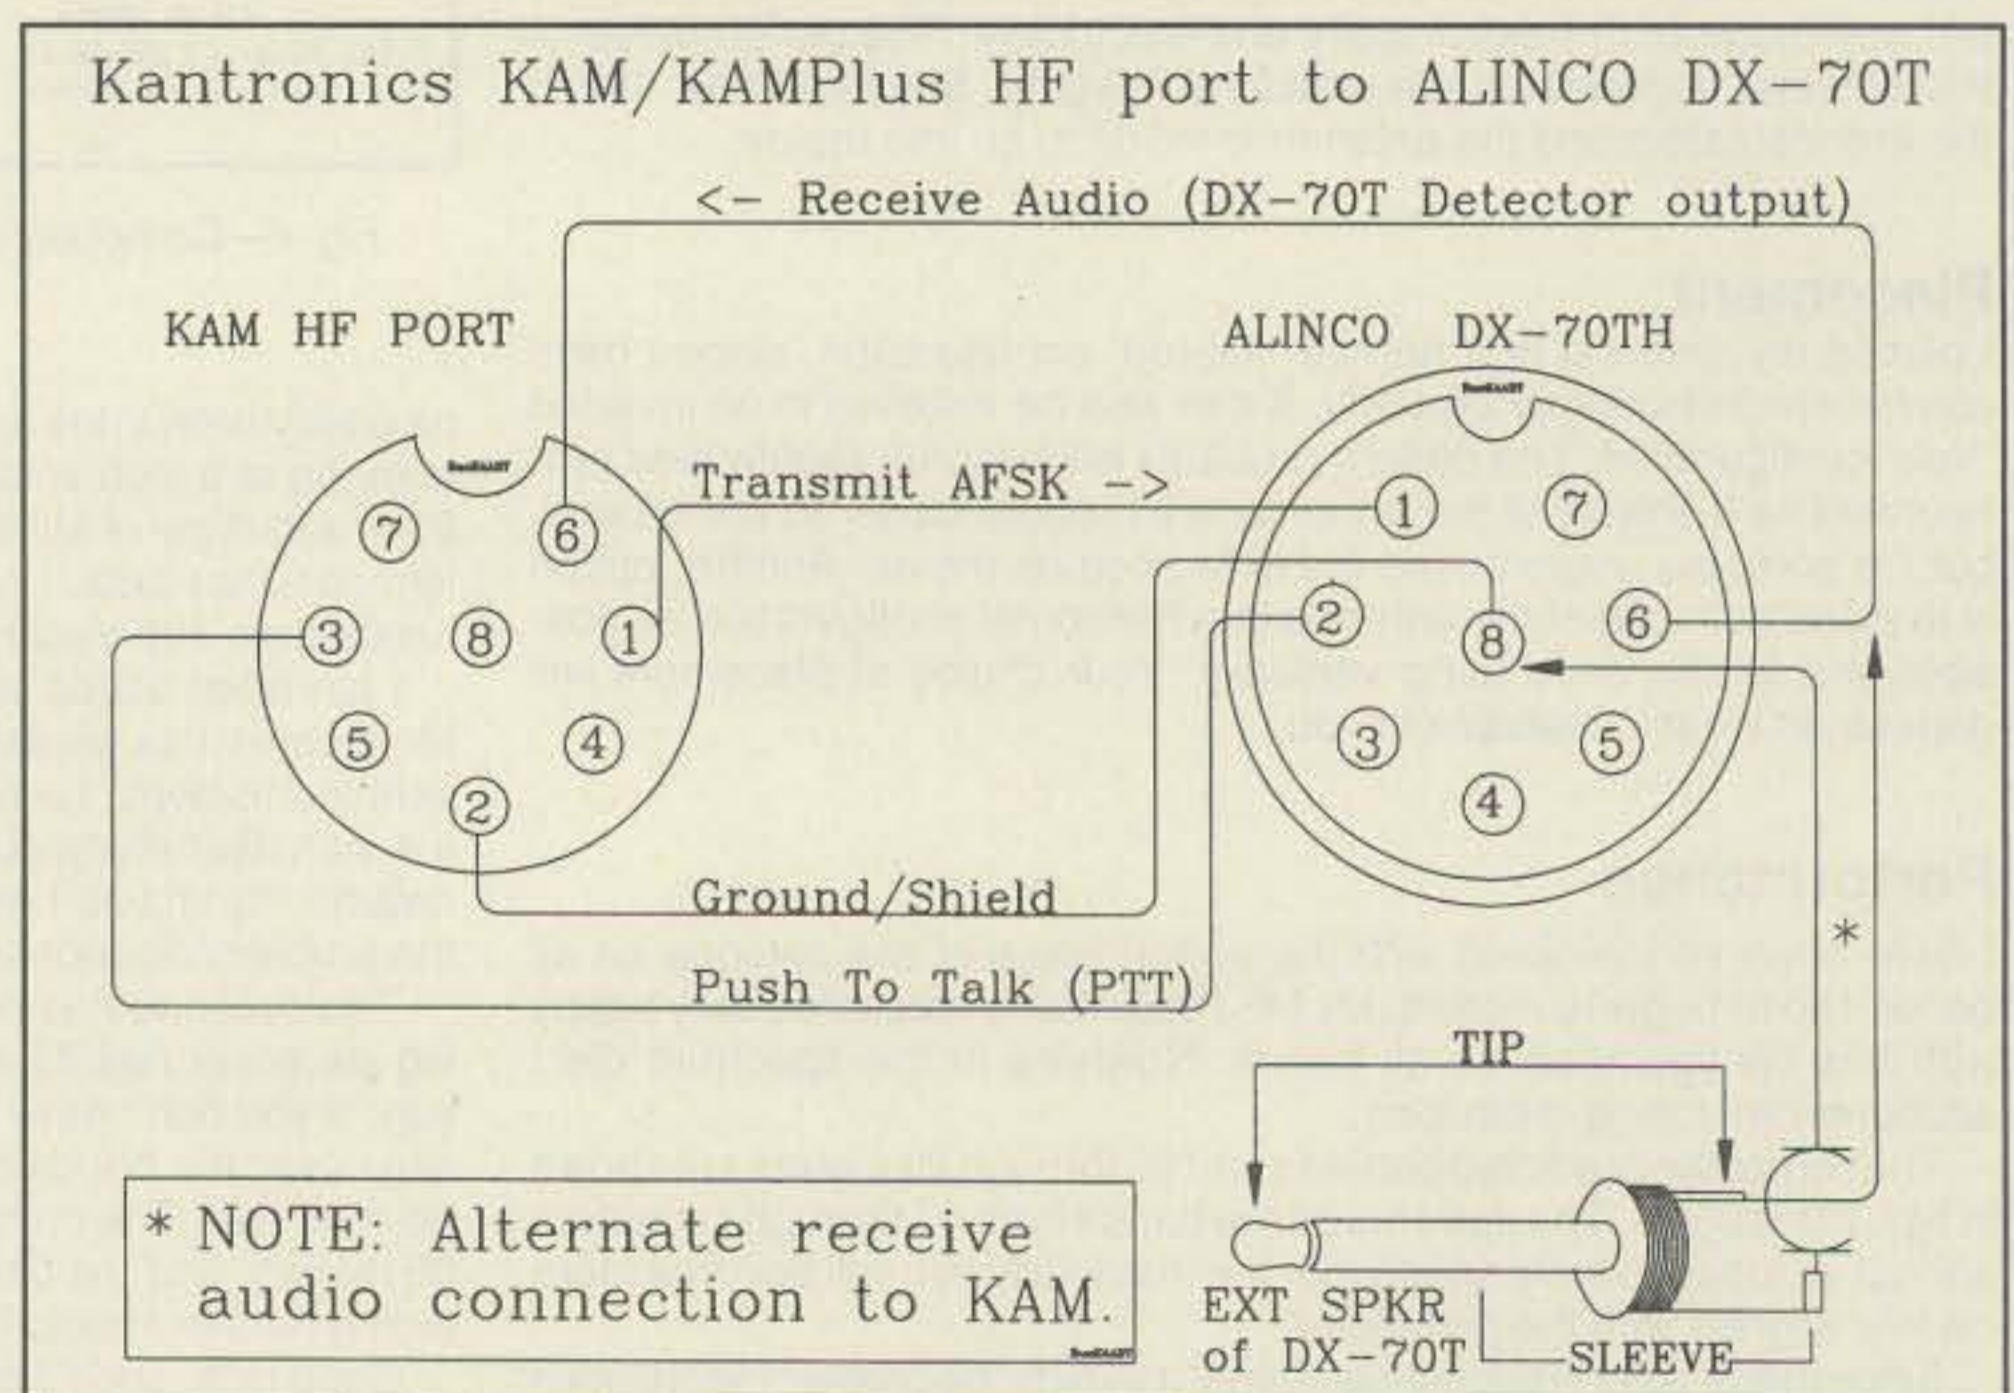 Kantronics KAM/KAMPlus HF port to ALINCO DX-70T
<- Receive Audio (DX-70T Detector output)
KAM HF PORT
ALINCO DX-70TH
Transmit AFSK ->
7
6
3
8
1
5
4
2
1
7
2
8
6
3
5
4
Ground/Shield
Push To Talk (PTT)
*
TIP
* NOTE: Alternate receive
audio connection to KAM.
EXT SPKR
of DX-70T
SLEEVE